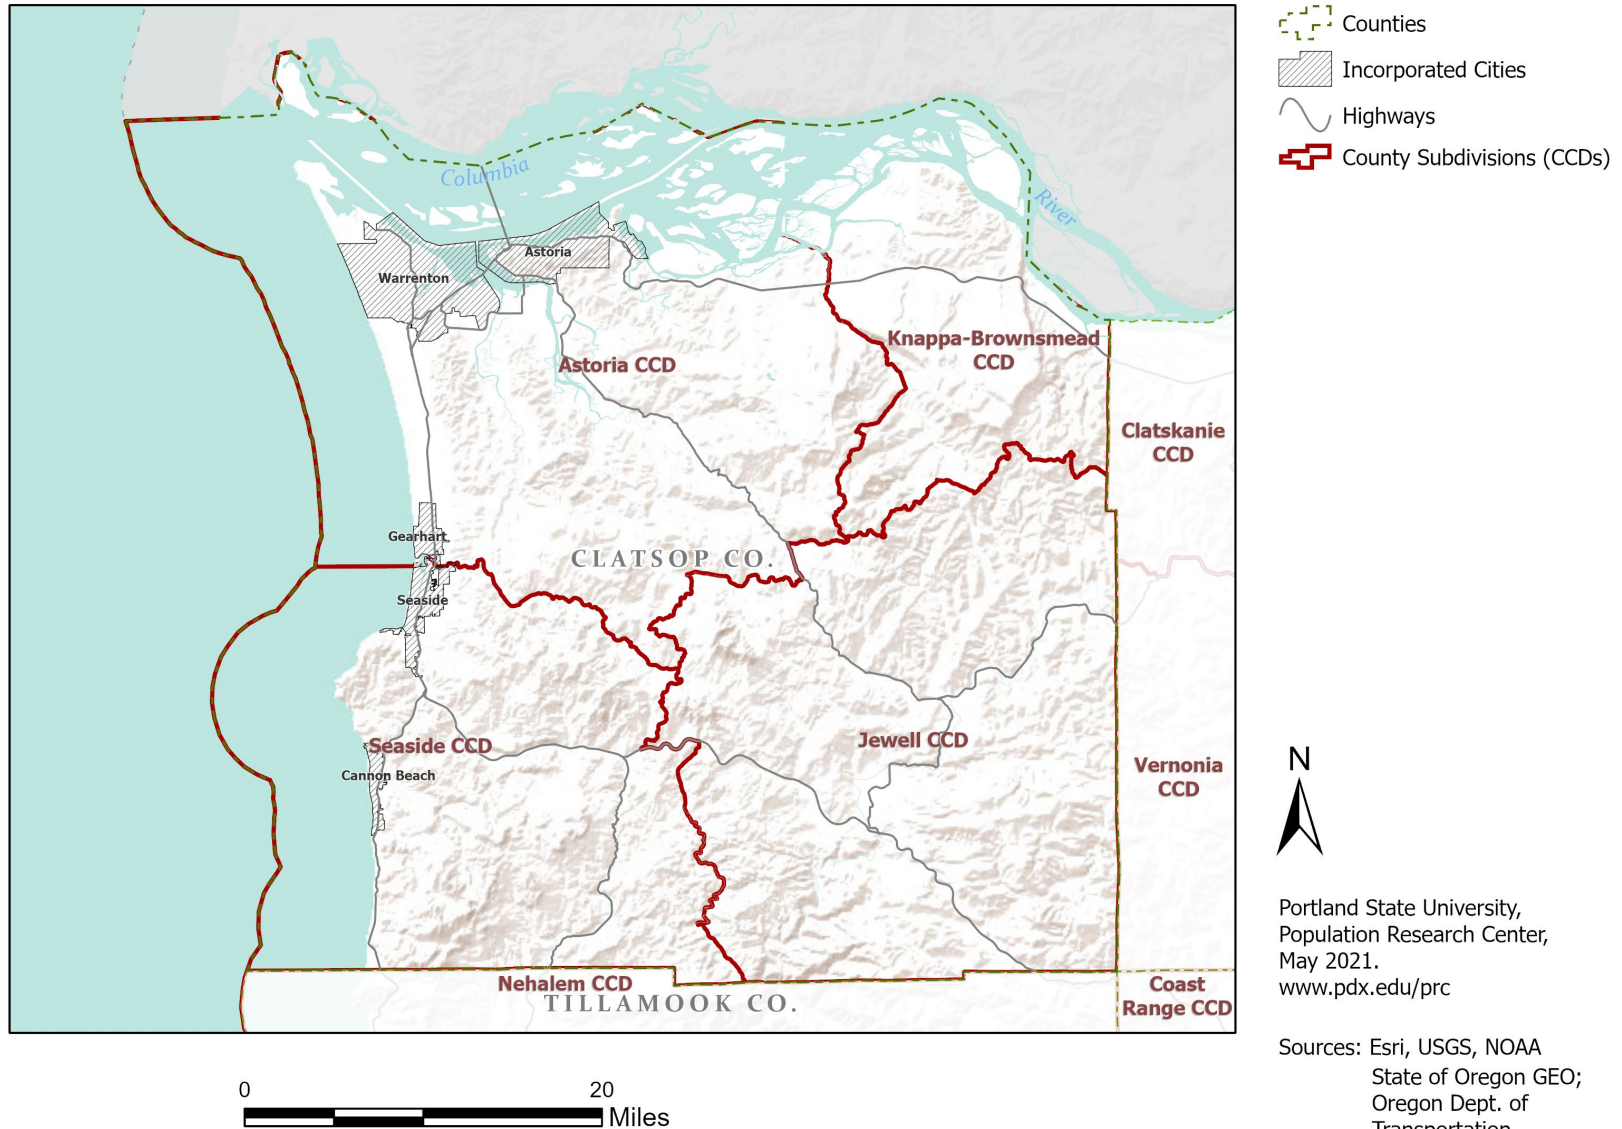 Counties
Incorporated Cities
Highways
County Subdivisions (CCDs)
Columbia
River
Astoria
Warrenton
Knappa-Brownsmead
CCD
Astoria CCD
Clatskanie
CCD
Gearhart
CLATSOP CO.
Seaside
Jewell CCD
Seaside CCD
Cannon Beach
Vernonia
CCD
Nehalem CCD
TILLAMOOK CO.
Coast
Range CCD
N
Portland State University,
Population Research Center,
May 2021.
www.pdx.edu/prc
Sources: Esri, USGS, NOAA
State of Oregon GEO;
Oregon Dept. of
Transportation
0 20
Miles